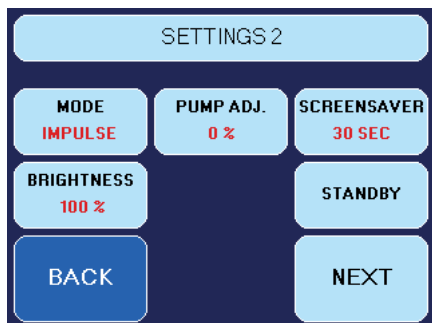 SETTINGS 2
MODE
IMPULSE
PUMP ADJ.
0 %
SCREENSAVER
30 SEC
BRIGHTNESS
100 %
STANDBY
BACK
NEXT